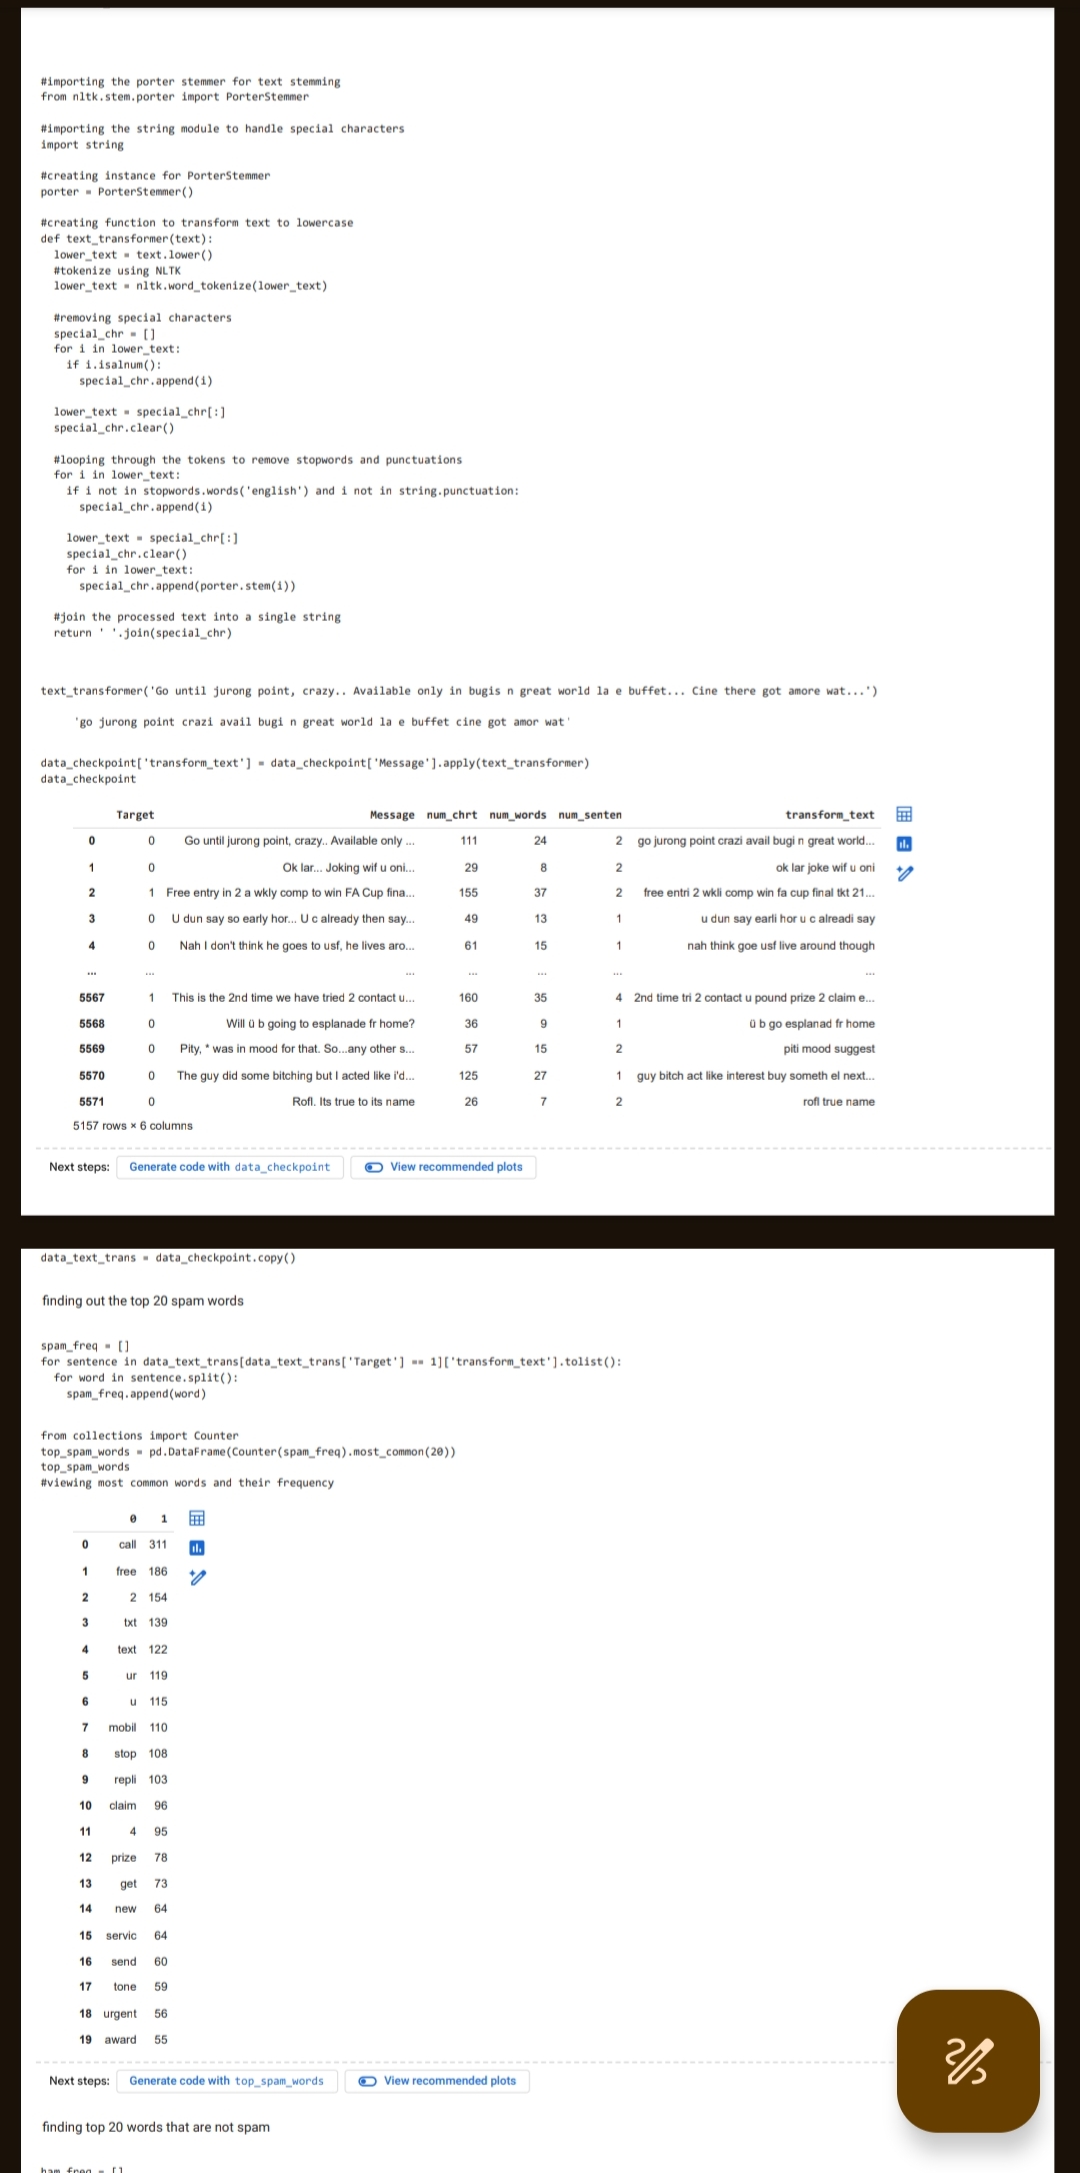 #importing the porter stemmer for text stemming
from nltk.stem.porter import PorterStemmer
#importing the string module to handle special characters
import string
#creating instance for PorterStemmer
porter = PorterStemmer()
#creating function to transform text to lowercase
def text_transformer(text):
lower_text = text.lower()
#tokenize using NLTK
lower_text = nltk.word_tokenize(lower_text)
#removing special characters
special_chr = []
for i in lower_text:
if i.isalnum():
special_chr.append(i)
lower_text = special_chr[:]
special_chr.clear()
#looping through the tokens to remove stopwords and punctuations
for i in lower_text:
if i not in stopwords.words('english') and i not in string.punctuation:
special_chr.append(i)
lower_text = special_chr[:]
special_chr.clear()
for i in lower_text:
special_chr.append(porter.stem(i))
#join the processed text into a single string
return ' '.join(special_chr)
text_transformer('Go until jurong point, crazy.. Available only in bugis n great world la e buffet... Cine there got amore wat...')
'go jurong point crazi avail bugi n great world la e buffet cine got amor wat'
data_checkpoint['transform_text'] = data_checkpoint['Message'].apply(text_transformer)
data_checkpoint
Target Message num_chrt num_words num_senten transform_text
0 0 Go until jurong point, crazy.. Available only ... 111 24 2 go jurong point crazi avail bugi n great world...
1 0 Ok lar... Joking wif u oni... 29 8 2 ok lar joke wif u oni
2 1 Free entry in 2 a wkly comp to win FA Cup fina... 155 37 2 free entri 2 wkli comp win fa cup final tkt 21...
3 0 U dun say so early hor... U c already then say... 49 13 1 u dun say earli hor u c alreadi say
4 0 Nah I don't think he goes to usf, he lives aro... 61 15 1 nah think goe usf live around though
... ... ... ... ... ... ...
5567 1 This is the 2nd time we have tried 2 contact u... 160 35 4 2nd time tri 2 contact u pound prize 2 claim e...
5568 0 Will ü b going to esplanade fr home? 36 9 1 ü b go esplanad fr home
5569 0 Pity, * was in mood for that. So...any other s... 57 15 2 piti mood suggest
5570 0 The guy did some bitching but I acted like i'd... 125 27 1 guy bitch act like interest buy someth el next...
5571 0 Rofl. Its true to its name 26 7 2 rofl true name
5157 rows × 6 columns
Next steps: Generate code with data_checkpoint View recommended plots
data_text_trans = data_checkpoint.copy()
finding out the top 20 spam words
spam_freq = []
for sentence in data_text_trans[data_text_trans['Target'] == 1]['transform_text'].tolist():
for word in sentence.split():
spam_freq.append(word)
from collections import Counter
top_spam_words = pd.DataFrame(Counter(spam_freq).most_common(20))
top_spam_words
#viewing most common words and their frequency
0 1
0 call 311
1 free 186
2 2 154
3 txt 139
4 text 122
5 ur 119
6 u 115
7 mobil 110
8 stop 108
9 repli 103
10 claim 96
11 4 95
12 prize 78
13 get 73
14 new 64
15 servic 64
16 send 60
17 tone 59
18 urgent 56
19 award 55
Next steps: Generate code with top_spam_words View recommended plots
finding top 20 words that are not spam
ham_freq = []